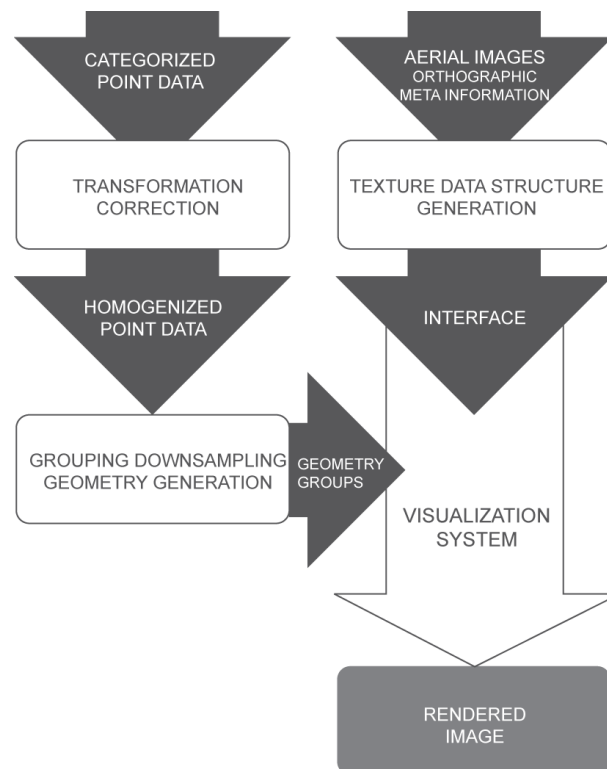 CATEGORIZED
POINT DATA
AERIAL IMAGES
ORTHOGRAPHIC
META INFORMATION
TRANSFORMATION
CORRECTION
TEXTURE DATA STRUCTURE
GENERATION
HOMOGENIZED
POINT DATA
INTERFACE
GROUPING DOWNSAMPLING
GEOMETRY GENERATION
GEOMETRY
GROUPS
VISUALIZATION
SYSTEM
RENDERED
IMAGE